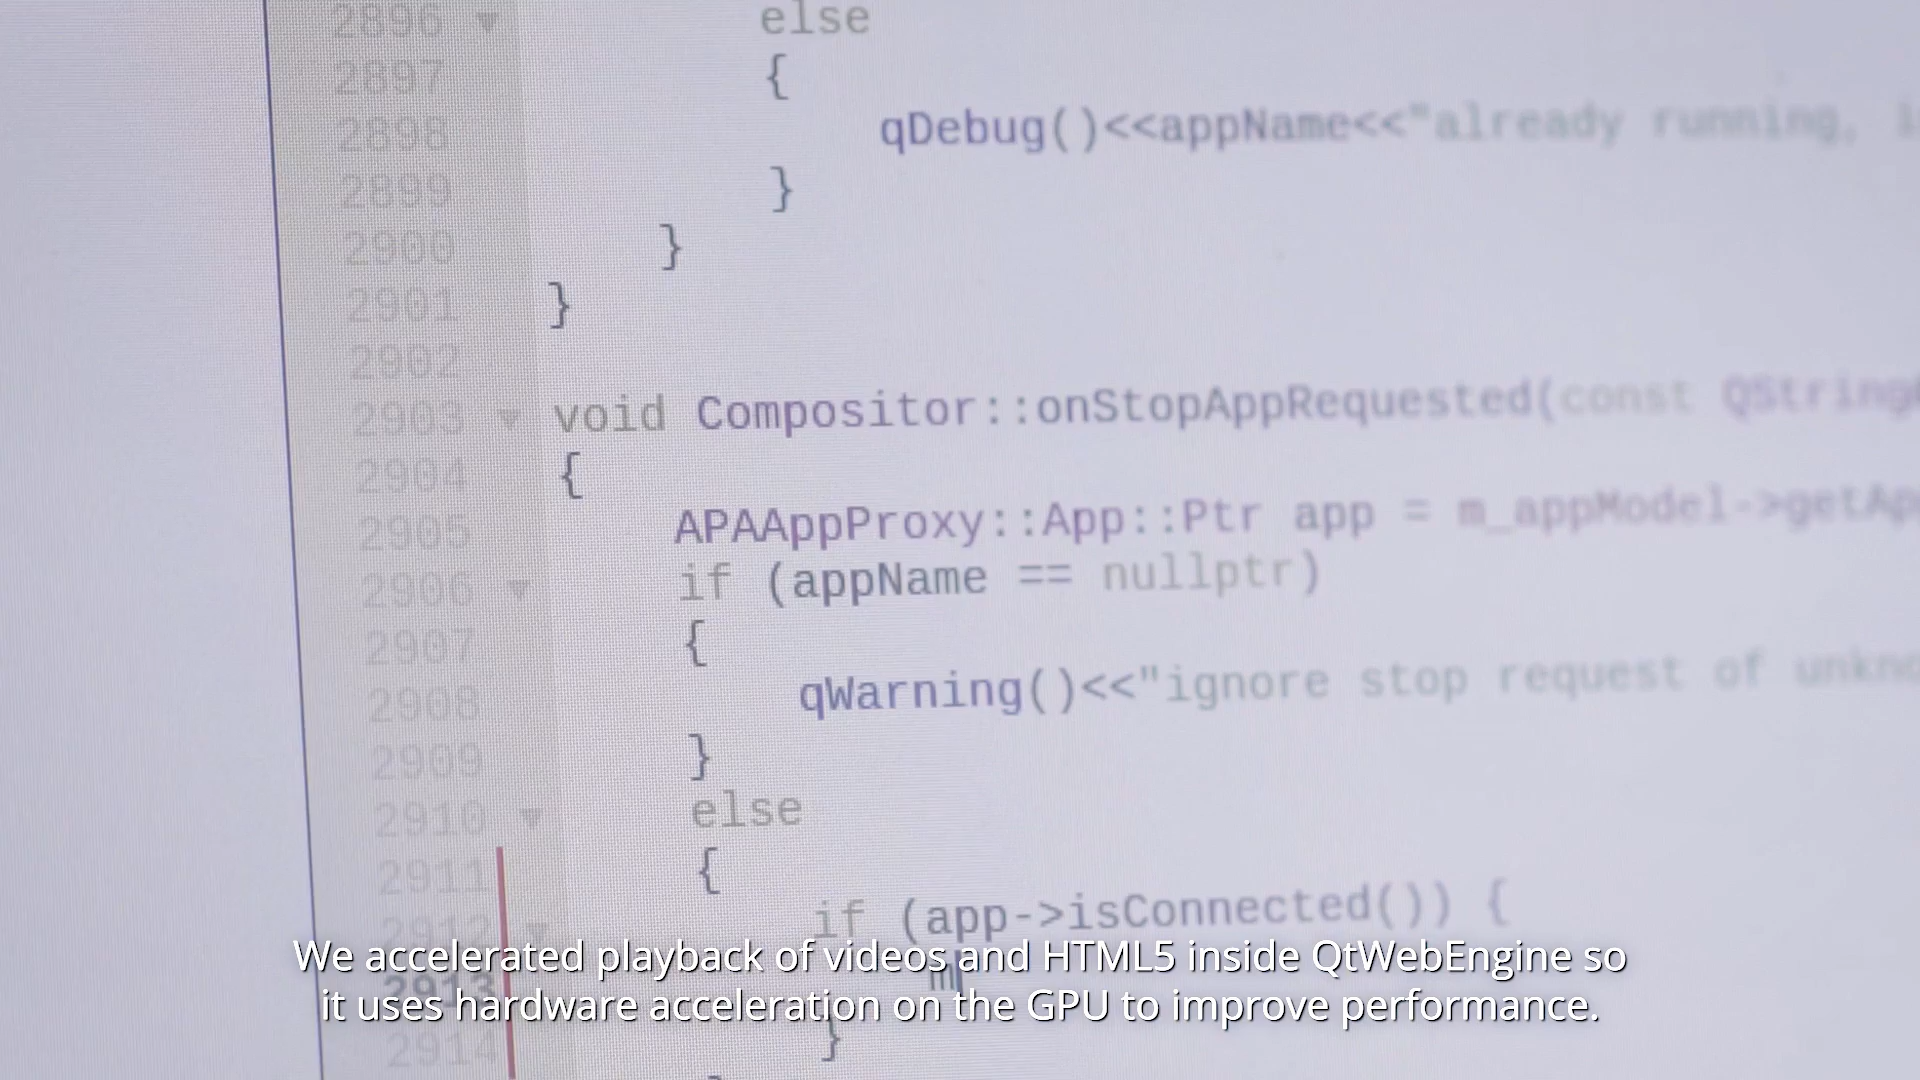 2896 else
2897 {
2898 qDebug()<<appName<<"already running,
2899 }
2900 }
2901 }
2902
2903 void Compositor::onStopAppRequested(const QString
2904 {
2905 APAAppProxy::App::Ptr app = m_appModel->getAp
2906 if (appName == nullptr)
2907 {
2908 qWarning()<<"ignore stop request of unkno
2909 }
2910 else
2911 {
2912 if (app->isConnected()) {
2913 m
2914 }
We accelerated playback of videos and HTML5 inside QtWebEngine so
it uses hardware acceleration on the GPU to improve performance.